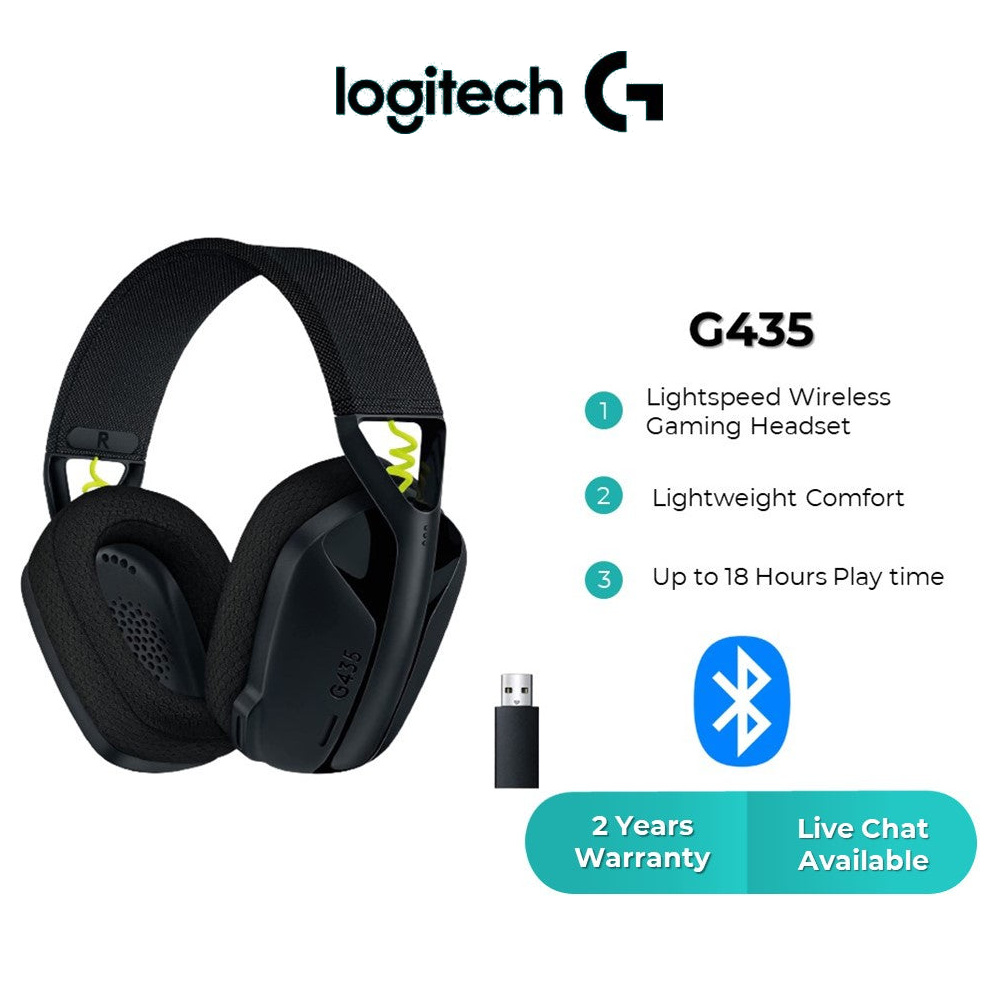 logitech G
R
G435
G435
1 Lightspeed Wireless
Gaming Headset
2 Lightweight Comfort
3 Up to 18 Hours Play time
2 Years
Warranty
Live Chat
Available